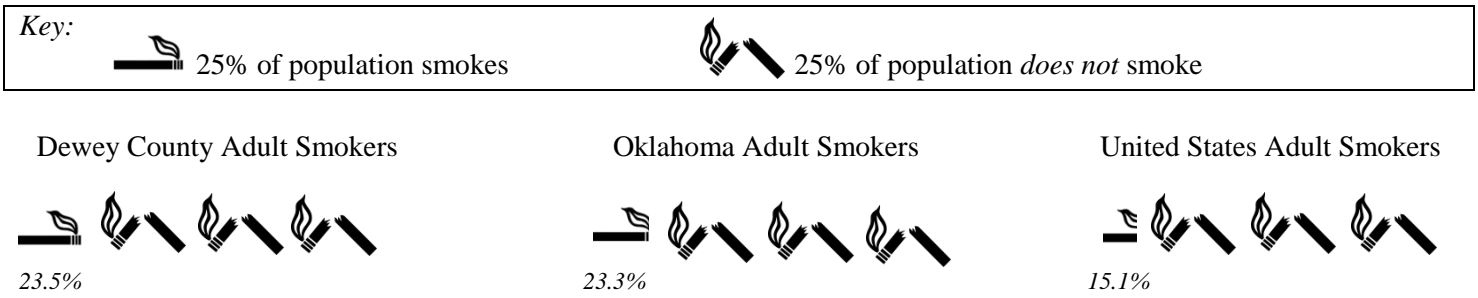 Key:
25% of population smokes 25% of population does not smoke
Dewey County Adult Smokers Oklahoma Adult Smokers United States Adult Smokers
23.5% 23.3% 15.1%